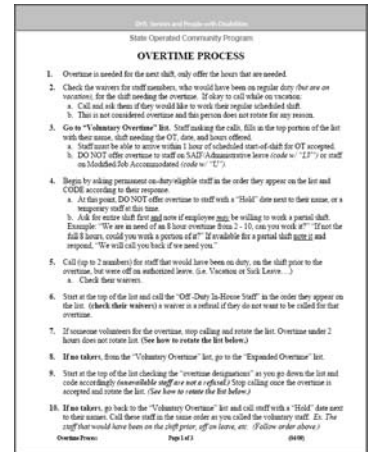 DHS, Seniors and People with Disabilities
State Operated Community Program
OVERTIME PROCESS
1. Overtime is needed for the next shift, only offer the hours that are needed.
2. Check the waivers for staff members, who would have been on regular duty (but are on
vacation), for the shift needing the overtime. If okay to call while on vacation;
a. Call and ask them if they would like to work their regular scheduled shift.
b. This is not considered overtime and this person does not rotate for any reason.
3. Go to "Voluntary Overtime" list. Staff making the calls, fills in the top portion of the list
with their name, shift needing the OT, date, and hours offered.
a. Staff must be able to arrive within 1 hour of scheduled start-of-shift for OT accepted.
b. DO NOT offer overtime to staff on SAIF/Administrative leave (code w/ "LT") or staff
on Modified/Job Accommodated (code w/ "L").
4. Begin by asking permanent on-duty/eligible staff in the order they appear on the list and
CODE according to their response.
a. At this point, DO NOT offer overtime to staff with a "Hold" date next to their name, or a
temporary staff at this time.
b. Ask for entire shift first and note if employee may be willing to work a partial shift.
Example: "We are in need of an 8 hour overtime from 2 - 10, can you work it?" "If not the
full 8 hours, could you work a portion of it?" If available for a partial shift note it and
respond, "We will call you back if we need you."
5. Call (up to 2 numbers) for staff that would have been on duty, on the shift prior to the
overtime, but were off on authorized leave. (i.e. Vacation or Sick Leave…)
a. Check their waivers.
6. Start at the top of the list and call the "Off -Duty In-House Staff" in the order they appear on
the list. (check their waivers) a waiver is a refusal if they do not want to be called for that
overtime.
7. If someone volunteers for the overtime, stop calling and rotate the list. Overtime under 2
hours does not rotate list. (See how to rotate the list below.)
8. If no takers, from the "Voluntary Overtime" list, go to the "Expanded Overtime" list.
9. Start at the top of the list checking the "overtime designations" as you go down the list and
code accordingly (unavailable staff are not a refusal.) Stop calling once the overtime is
accepted and rotate the list. (See how to rotate the list below.)
10. If no takers, go back to the "Voluntary Overtime" list and call staff with a "Hold" date next
to their names. Call these staff in the same order as you called the voluntary staff. Ex. The
staff that would have been on the shift prior, off on leave, etc. (Follow order above.)
Overtime Process Page 1 of 3 (04/09)